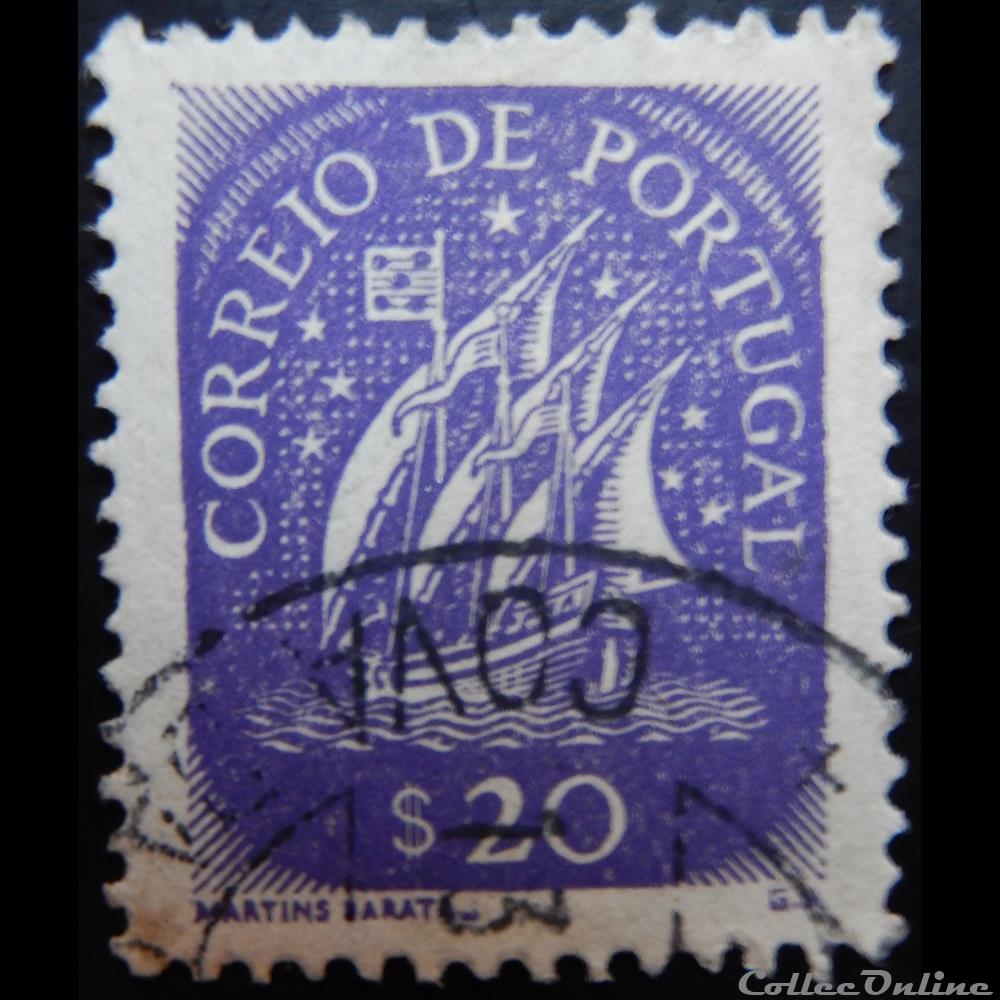 CORREIO DE PORTUGAL
$20
MARTINS BARATA
CollecOnline